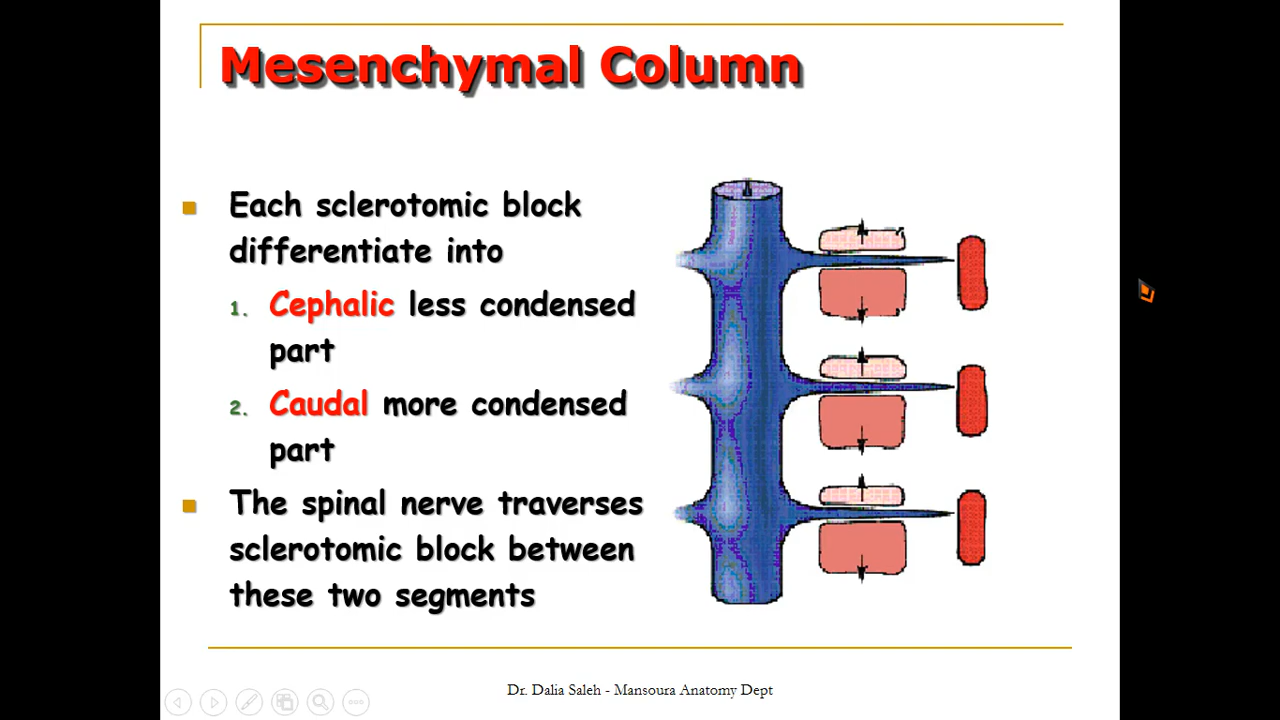 Mesenchymal Column
Each sclerotomic block
differentiate into
1. Cephalic less condensed
part
2. Caudal more condensed
part
The spinal nerve traverses
sclerotomic block between
these two segments
Dr. Dalia Saleh - Mansoura Anatomy Dept